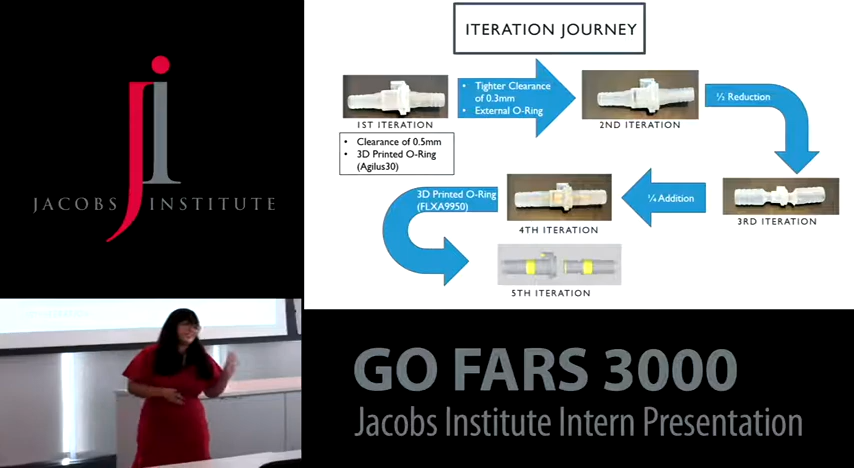 JACOBS INSTITUTE
ITERATION JOURNEY
1ST ITERATION
• Clearance of 0.5mm
• 3D Printed O-Ring
(Agilus30)
• Tighter Clearance
of 0.3mm
• External O-Ring
2ND ITERATION
½ Reduction
3RD ITERATION
¼ Addition
4TH ITERATION
3D Printed O-Ring
(FLXA9950)
5TH ITERATION
GO FARS 3000
Jacobs Institute Intern Presentation